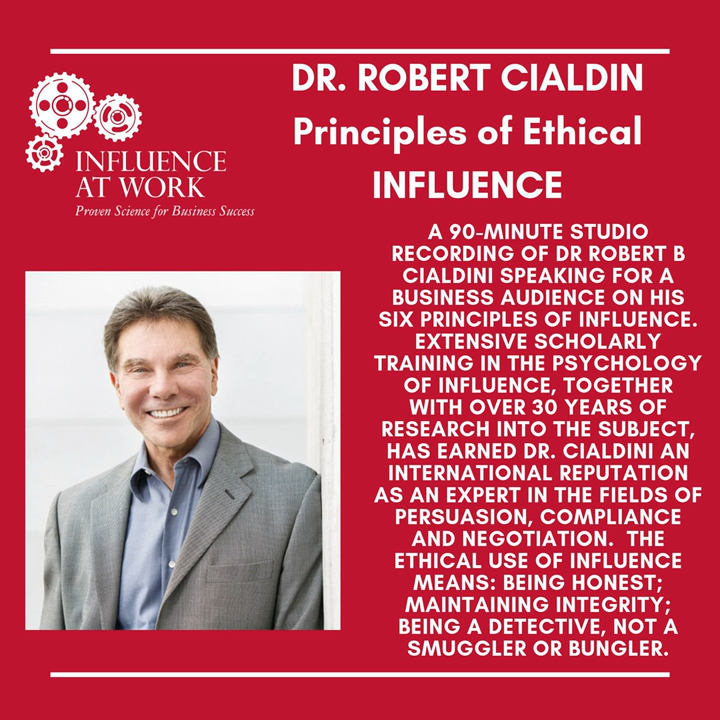 INFLUENCE
AT WORK
Proven Science for Business Success
DR. ROBERT CIALDIN
Principles of Ethical
INFLUENCE
A 90-MINUTE STUDIO
RECORDING OF DR ROBERT B
CIALDINI SPEAKING FOR A
BUSINESS AUDIENCE ON HIS
SIX PRINCIPLES OF INFLUENCE.
EXTENSIVE SCHOLARLY
TRAINING IN THE PSYCHOLOGY
OF INFLUENCE, TOGETHER
WITH OVER 30 YEARS OF
RESEARCH INTO THE SUBJECT,
HAS EARNED DR. CIALDINI AN
INTERNATIONAL REPUTATION
AS AN EXPERT IN THE FIELDS OF
PERSUASION, COMPLIANCE
AND NEGOTIATION. THE
ETHICAL USE OF INFLUENCE
MEANS: BEING HONEST;
MAINTAINING INTEGRITY;
BEING A DETECTIVE, NOT A
SMUGGLER OR BUNGLER.